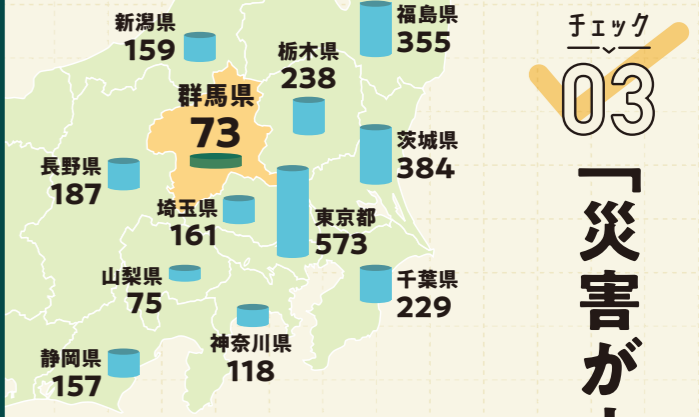 新潟県
159
福島県
355
栃木県
238
群馬県
73
茨城県
384
長野県
187
埼玉県
161
東京都
573
山梨県
75
千葉県
229
神奈川県
118
静岡県
157
チェック
03
「災害が